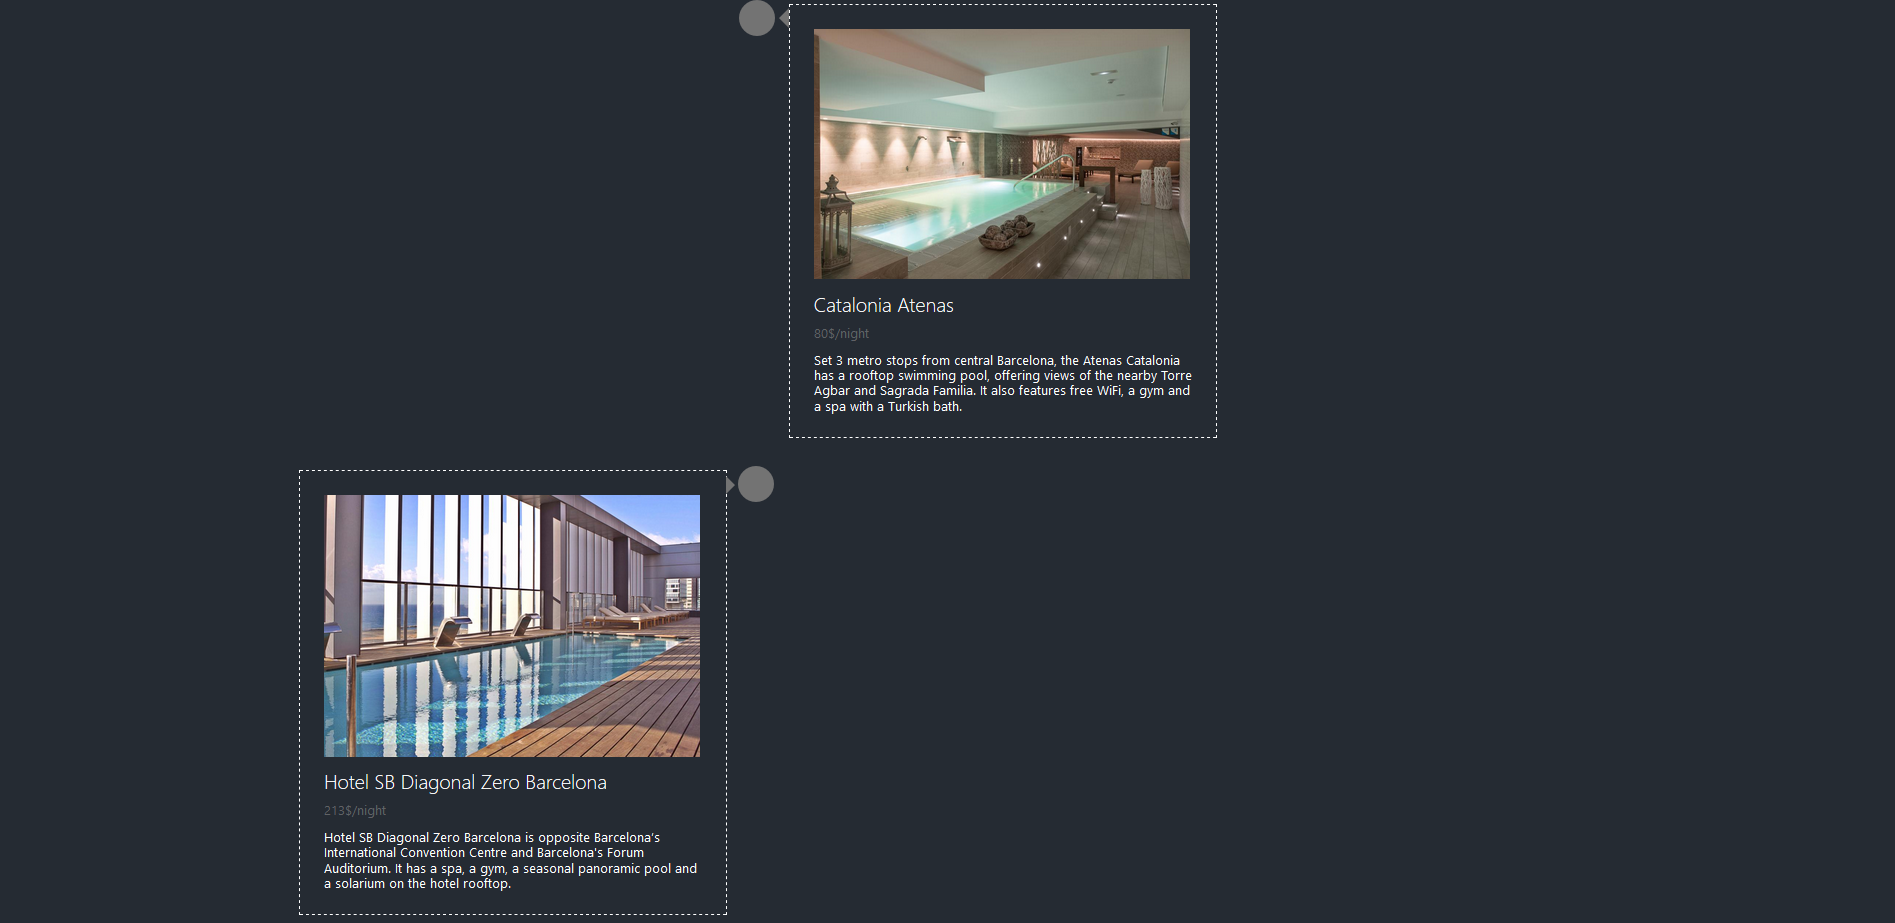 Catalonia Atenas
80$/night
Set 3 metro stops from central Barcelona, the Atenas Catalonia
has a rooftop swimming pool, offering views of the nearby Torre
Agbar and Sagrada Familia. It also features free WiFi, a gym and
a spa with a Turkish bath.
Hotel SB Diagonal Zero Barcelona
213$/night
Hotel SB Diagonal Zero Barcelona is opposite Barcelona's
International Convention Centre and Barcelona's Forum
Auditorium. It has a spa, a gym, a seasonal panoramic pool and
a solarium on the hotel rooftop.